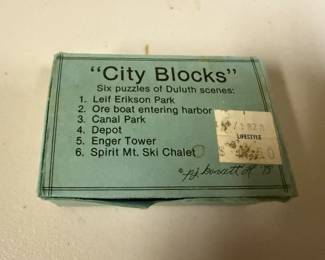 "City Blocks"
Six puzzles of Duluth scenes:
1. Leif Erikson Park
2. Ore boat entering harbor
3. Canal Park
4. Depot
5. Enger Tower
6. Spirit Mt. Ski Chalet
LIFESTYLE